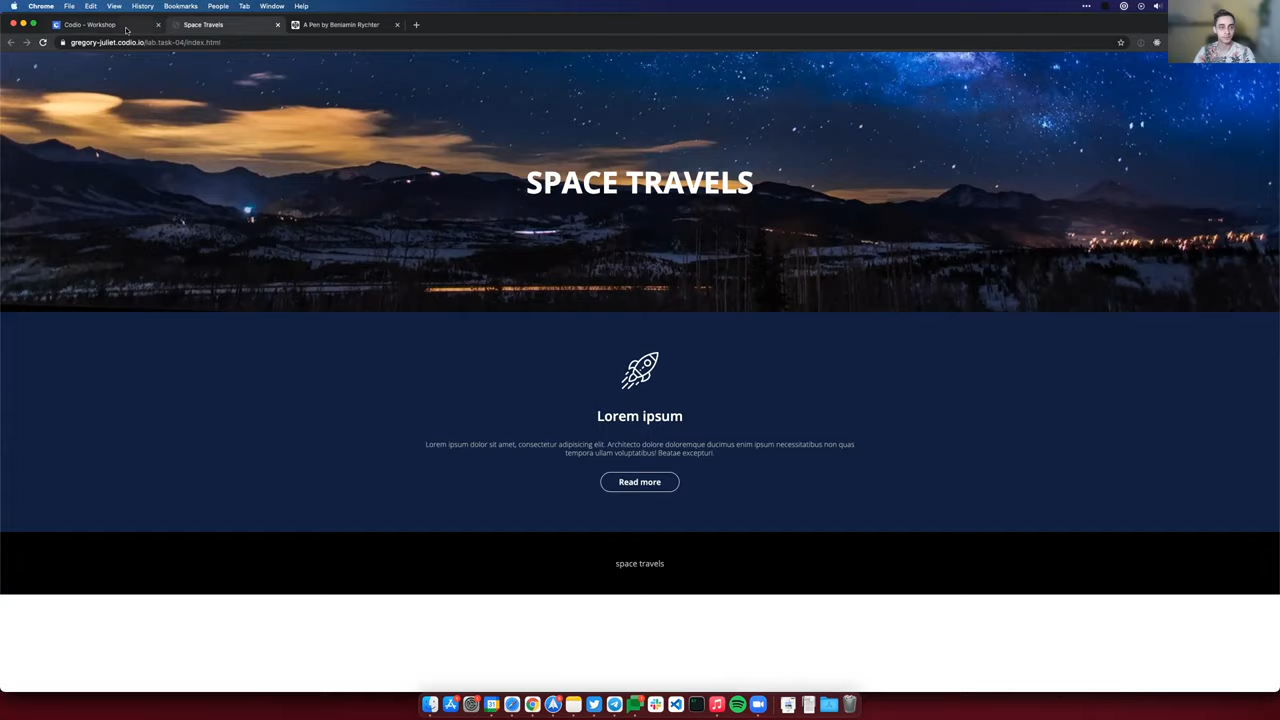 Chrome File Edit View History Bookmarks People Tab Window Help
Codio – Workshop
Space Travels
A Pen by Beniamin Rychter
gregory-juliet.codio.io/lab.task-04/index.html
SPACE TRAVELS
Lorem ipsum
Lorem ipsum dolor sit amet, consectetur adipisicing elit. Architecto dolore doloremque ducimus enim ipsum necessitatibus non quas
tempora ullam voluptatibus! Beatae excepturi.
Read more
space travels